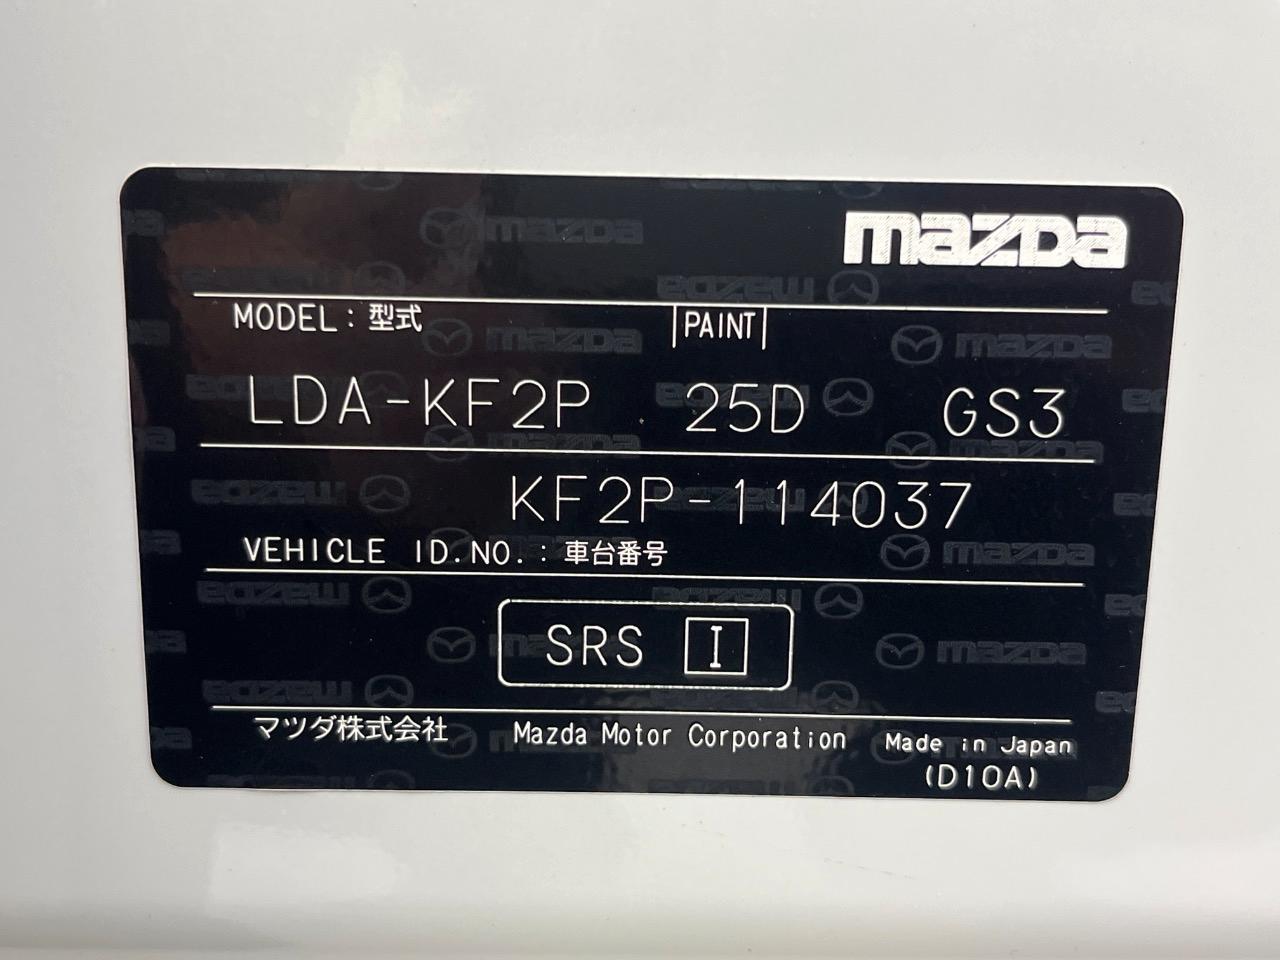 mazda
MODEL : 型式 PAINT
LDA-KF2P 25D GS3
KF2P-114037
VEHICLE ID.NO. : 車台番号
SRS I
マツダ株式会社 Mazda Motor Corporation Made in Japan
(D10A)